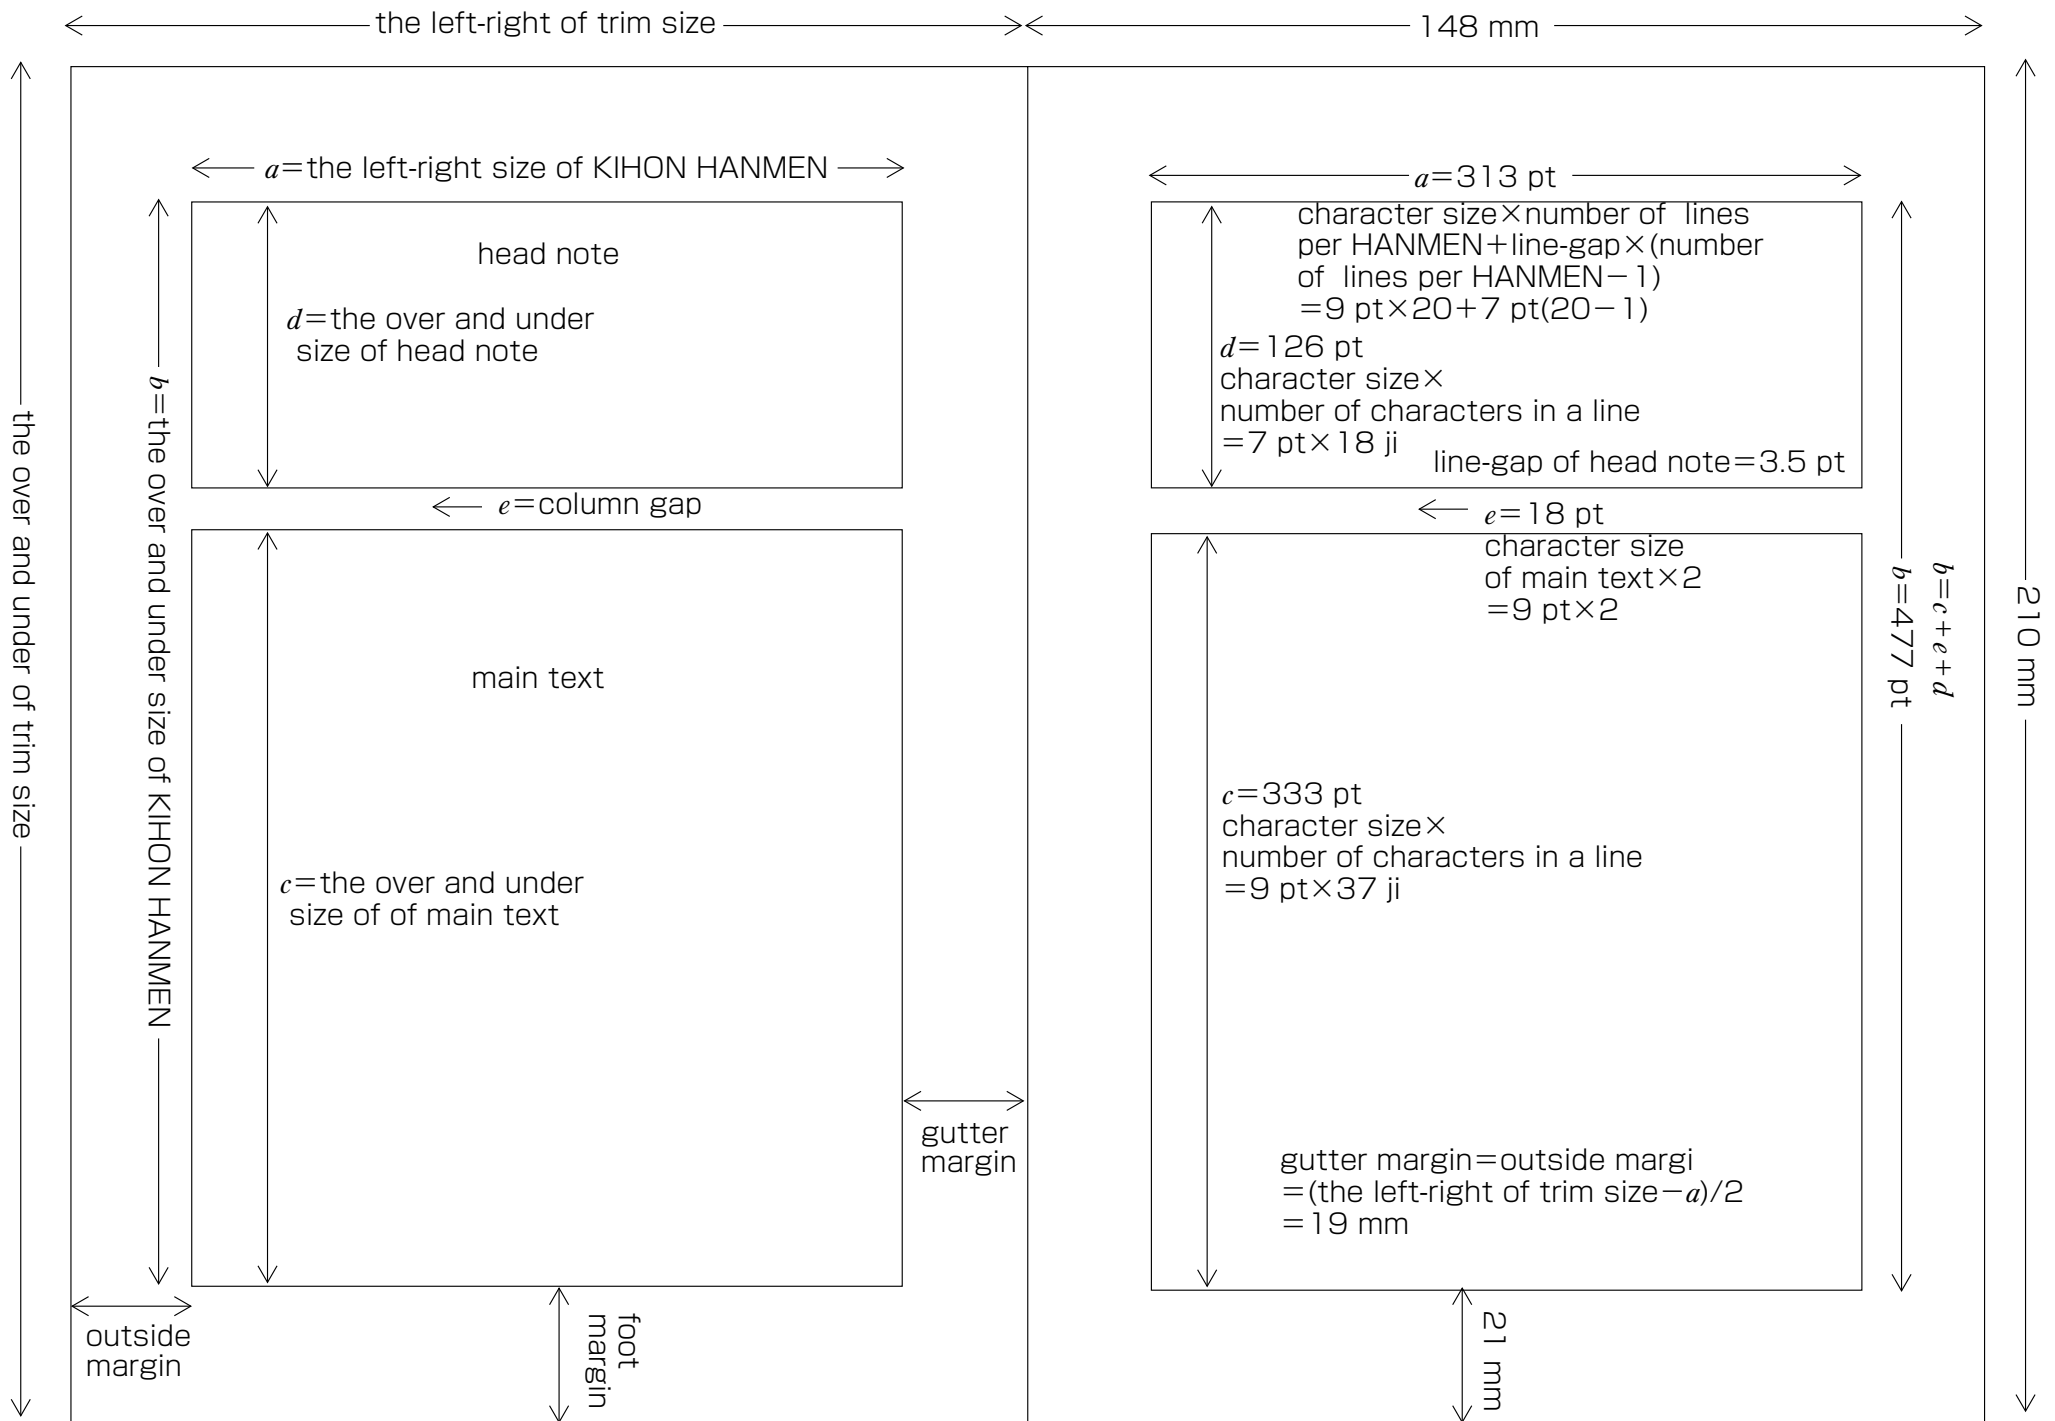 the left-right of trim size
148 mm
the over and under of trim size
a=the left-right size of KIHON HANMEN
b=the over and under size of KIHON HANMEN
head note
d=the over and under
size of head note
e=column gap
main text
c=the over and under
size of of main text
gutter
margin
outside
margin
foot
margin
a=313 pt
character size×number of lines
per HANMEN+line-gap×(number
of lines per HANMEN−1)
=9 pt×20+7 pt(20−1)
d=126 pt
character size×
number of characters in a line
=7 pt×18 ji
line-gap of head note=3.5 pt
e=18 pt
character size
of main text×2
=9 pt×2
c=333 pt
character size×
number of characters in a line
=9 pt×37 ji
gutter margin=outside margi
=(the left-right of trim size−a)/2
=19 mm
b=c+e+d
b=477 pt
210 mm
21 mm